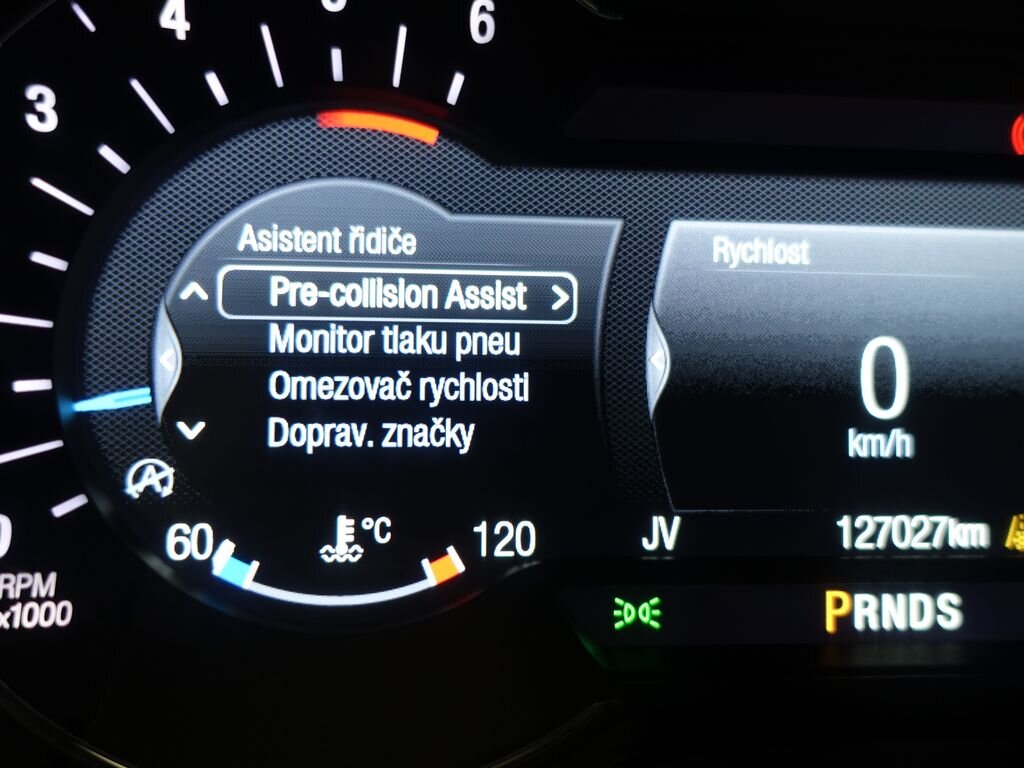 3
4
6
Asistent řidiče
Pre-collision Assist
Monitor tlaku pneu
Omezovač rychlosti
Doprav. značky
Rychlost
0
km/h
60
°C
120
JV
127027km
RPM
x1000
PRNDS